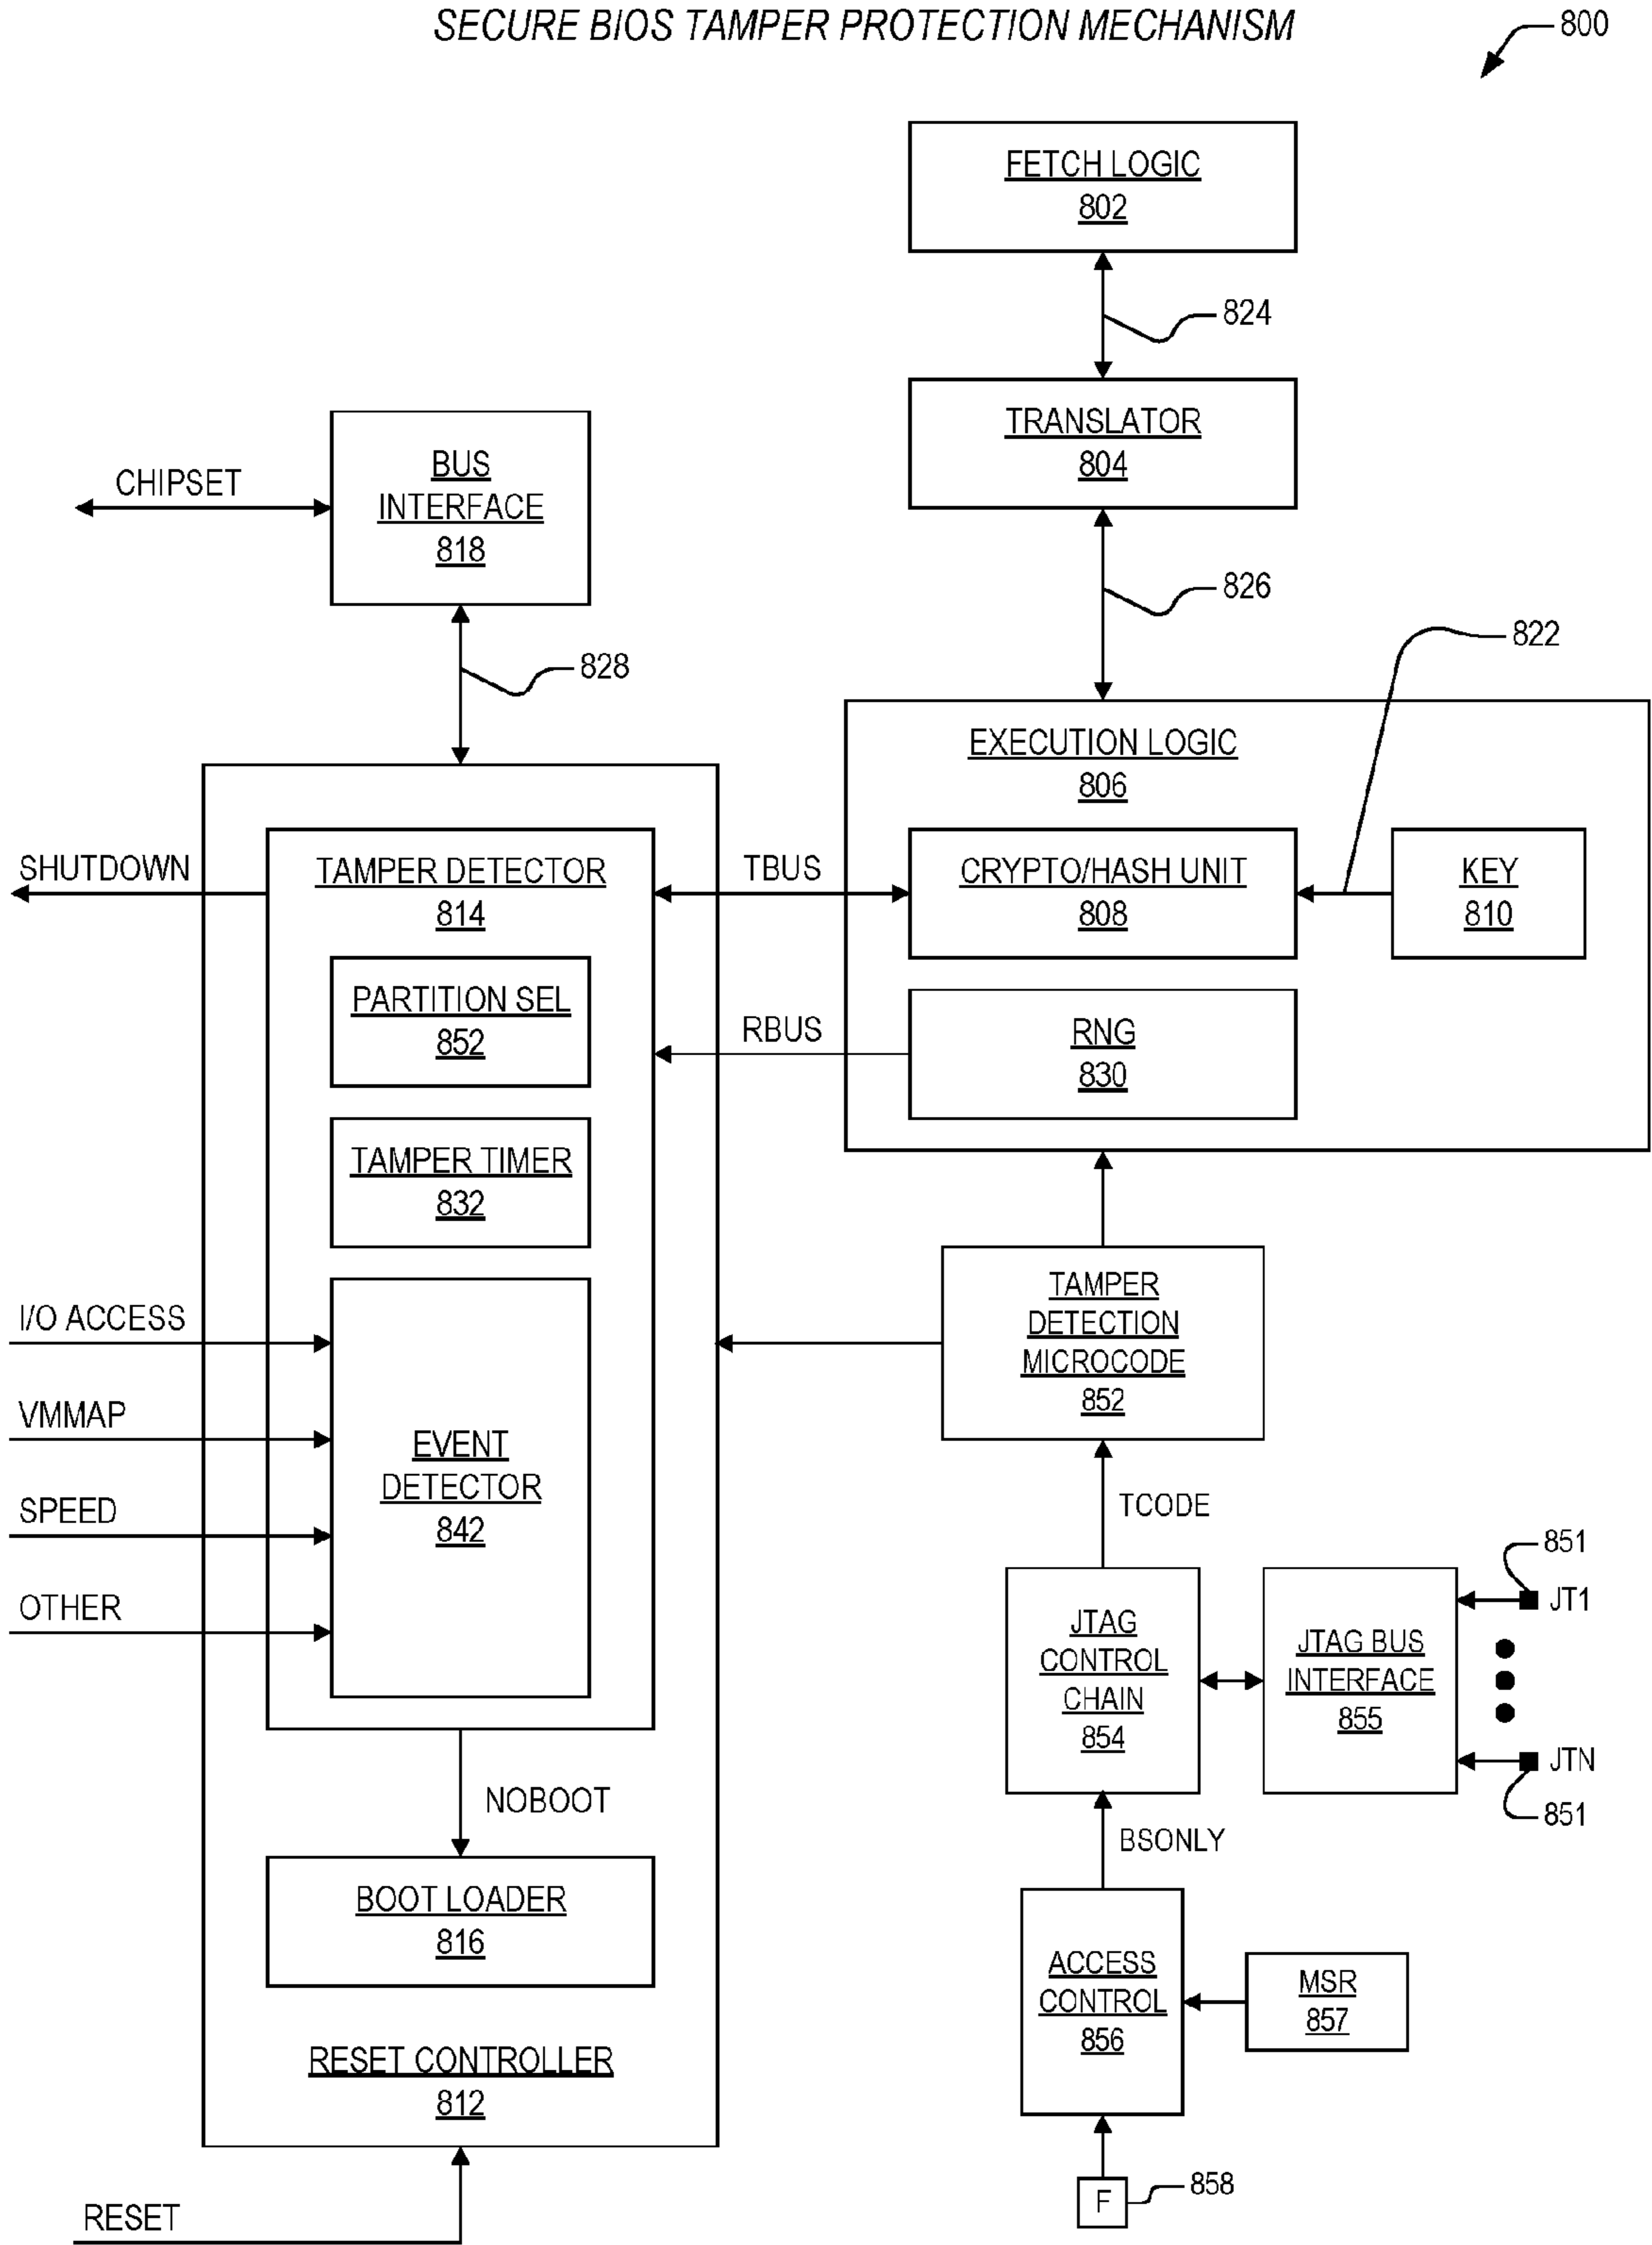 SECURE BIOS TAMPER PROTECTION MECHANISM
800
FETCH LOGIC
802
824
TRANSLATOR
804
CHIPSET
BUS
INTERFACE
818
826
822
828
EXECUTION LOGIC
806
SHUTDOWN
TAMPER DETECTOR
814
TBUS
CRYPTO/HASH UNIT
808
KEY
810
PARTITION SEL
852
RBUS
RNG
830
TAMPER TIMER
832
TAMPER
DETECTION
MICROCODE
852
I/O ACCESS
VMMAP
SPEED
OTHER
EVENT
DETECTOR
842
TCODE
851
JT1
JTAG
CONTROL
CHAIN
854
JTAG BUS
INTERFACE
855
JTN
851
NOBOOT
BSONLY
BOOT LOADER
816
ACCESS
CONTROL
856
MSR
857
RESET CONTROLLER
812
F
858
RESET